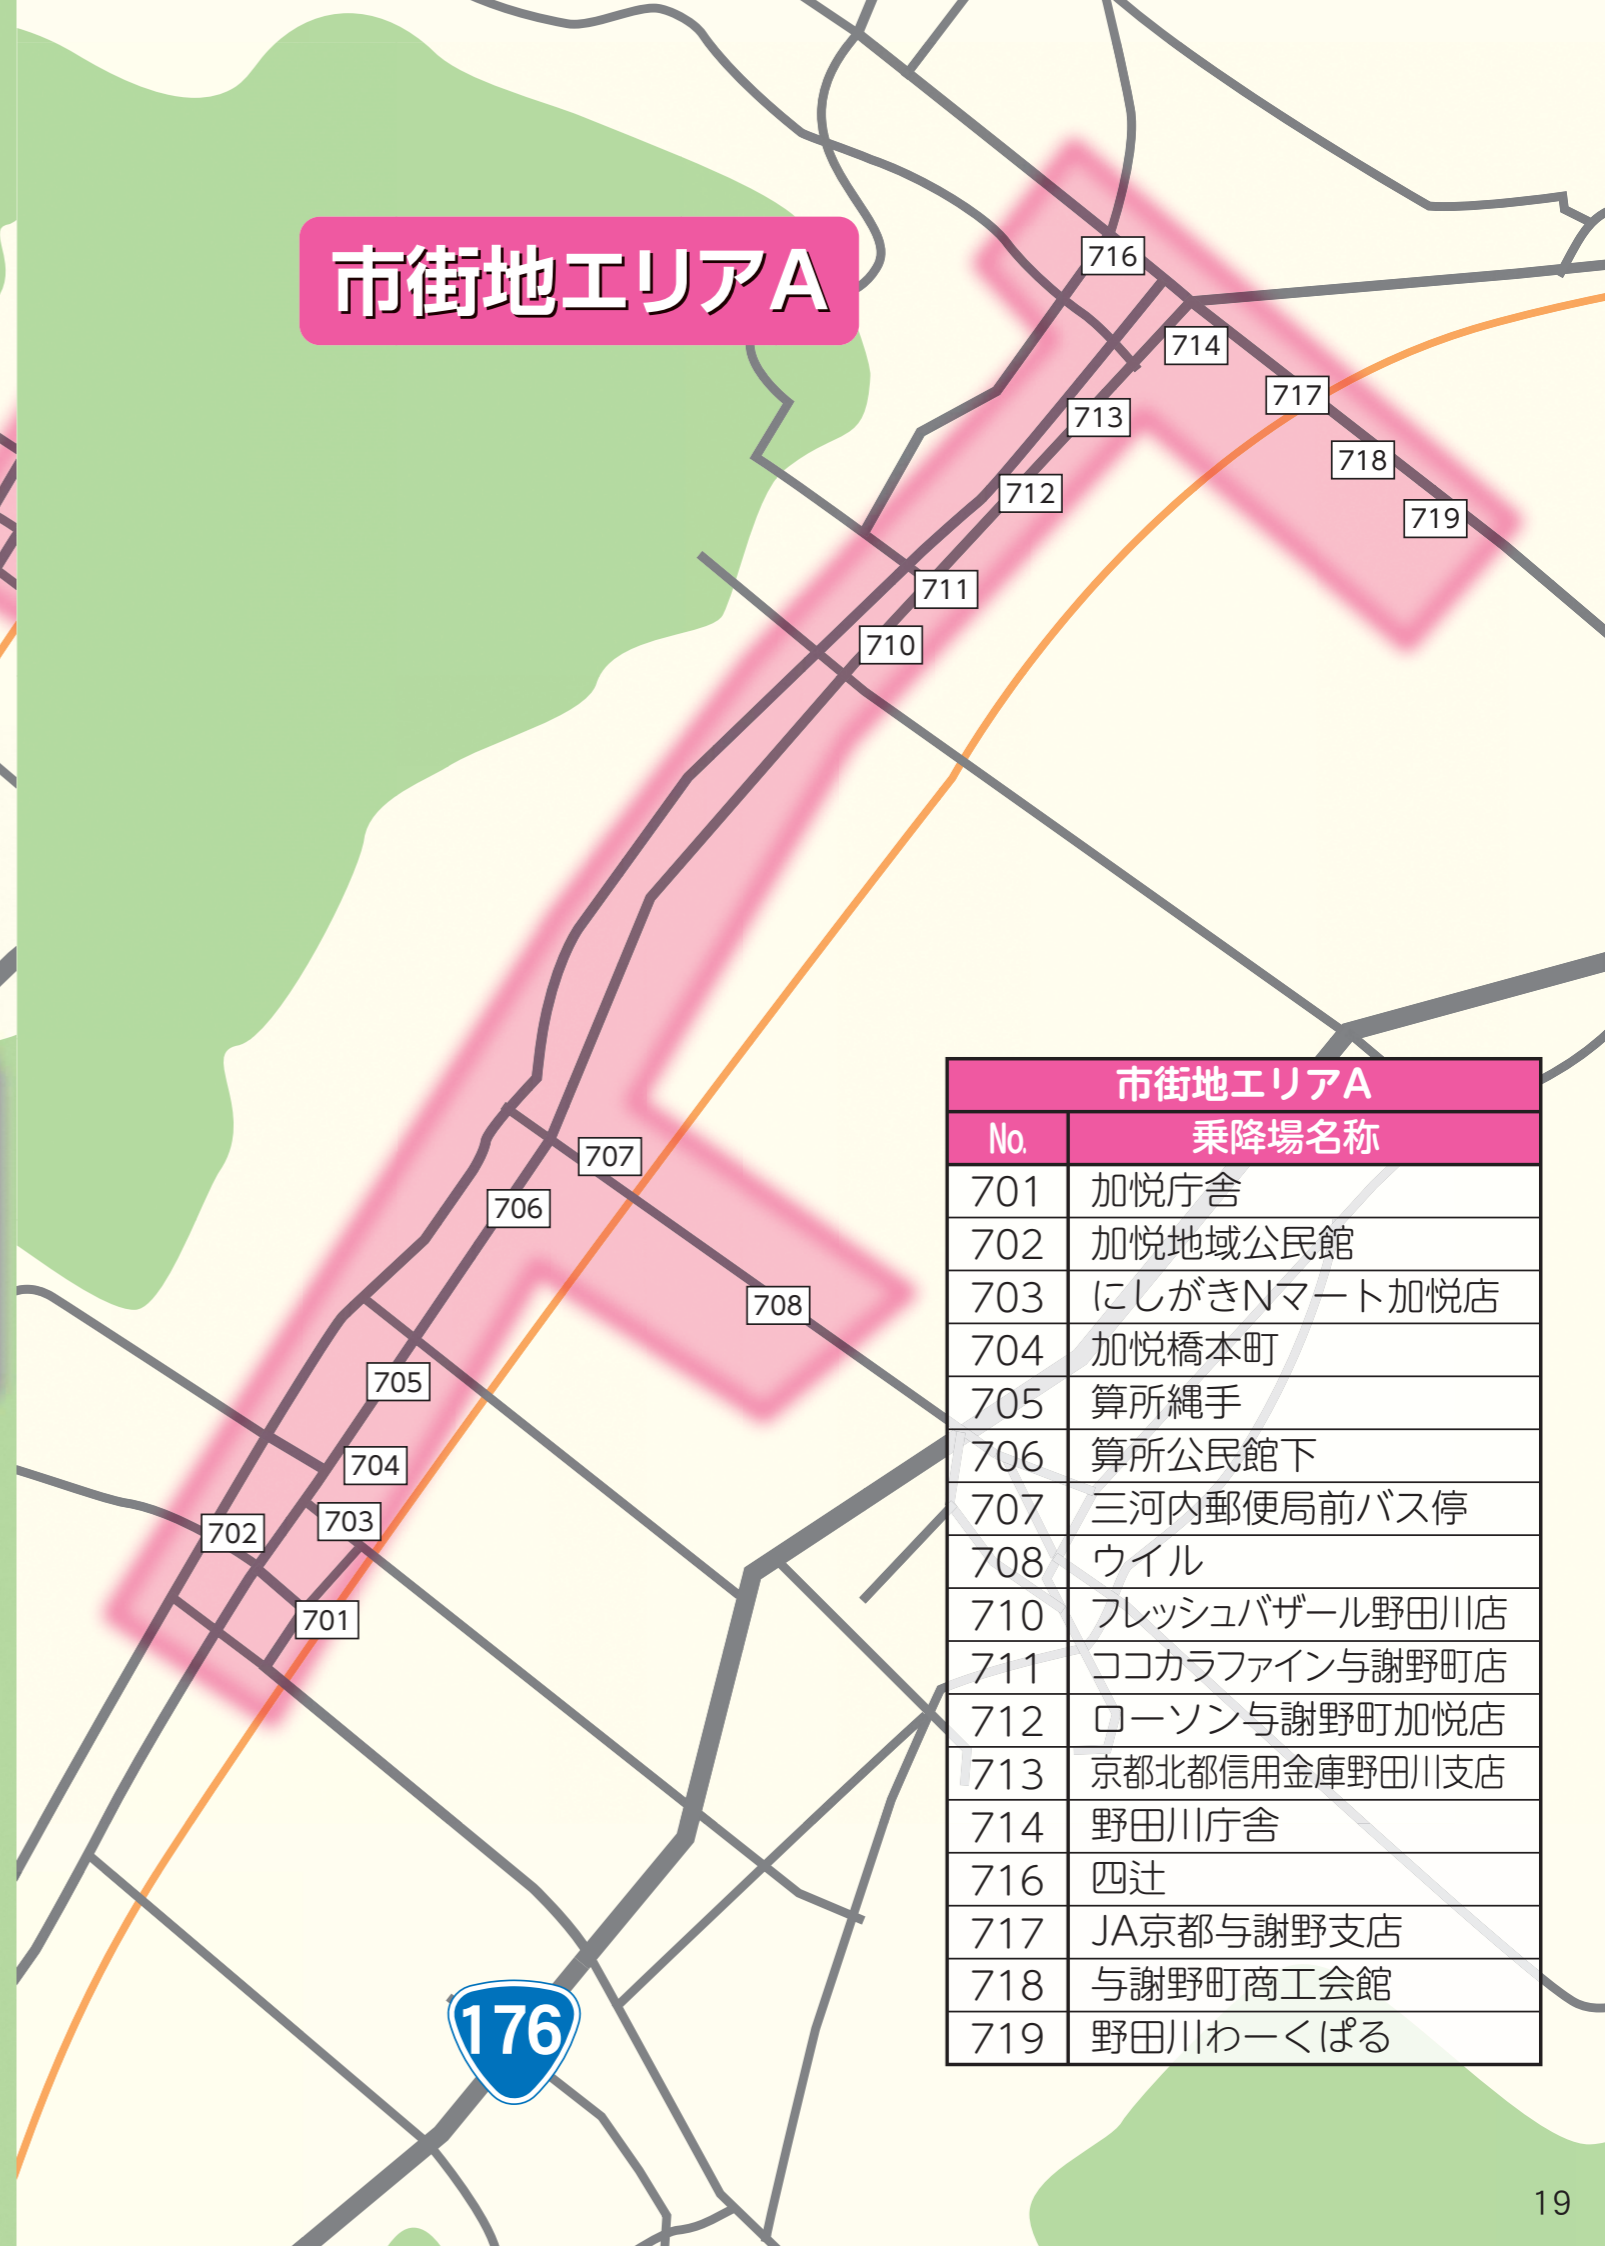 市街地エリアA
716
714
717
713
718
712
719
711
710
707
706
708
705
704
703
702
701
176
市街地エリアA
No. 乗降場名称
701 加悦庁舎
702 加悦地域公民館
703 にしがきNマート加悦店
704 加悦橋本町
705 算所縄手
706 算所公民館下
707 三河内郵便局前バス停
708 ウイル
710 フレッシュバザール野田川店
711 ココカラファイン与謝野町店
712 ローソン与謝野町加悦店
713 京都北都信用金庫野田川支店
714 野田川庁舎
716 四辻
717 JA京都与謝野支店
718 与謝野町商工会館
719 野田川わーくぱる
19